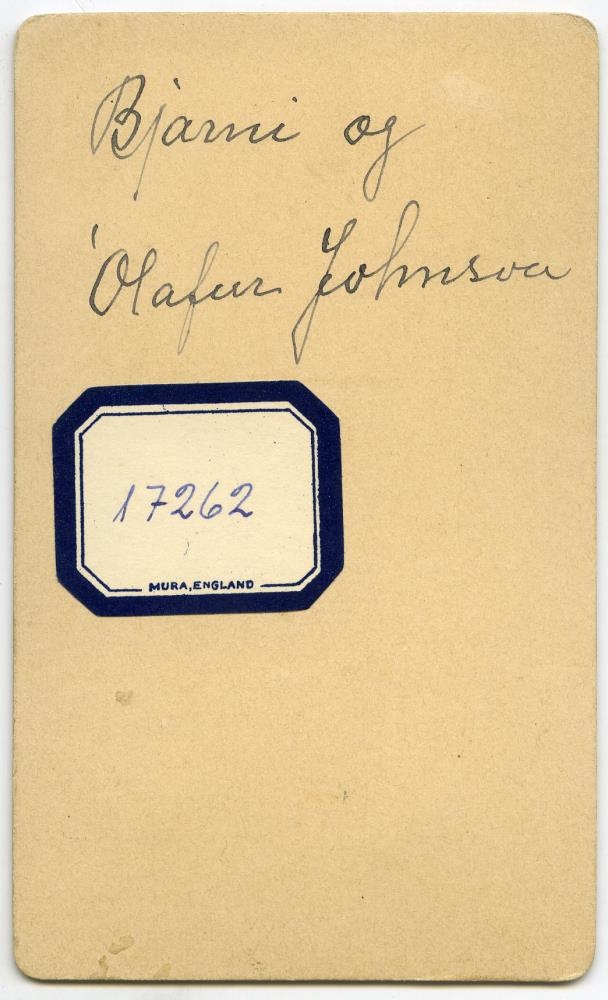 Bjarni og
Ólafur Johnson
17262
MURA, ENGLAND